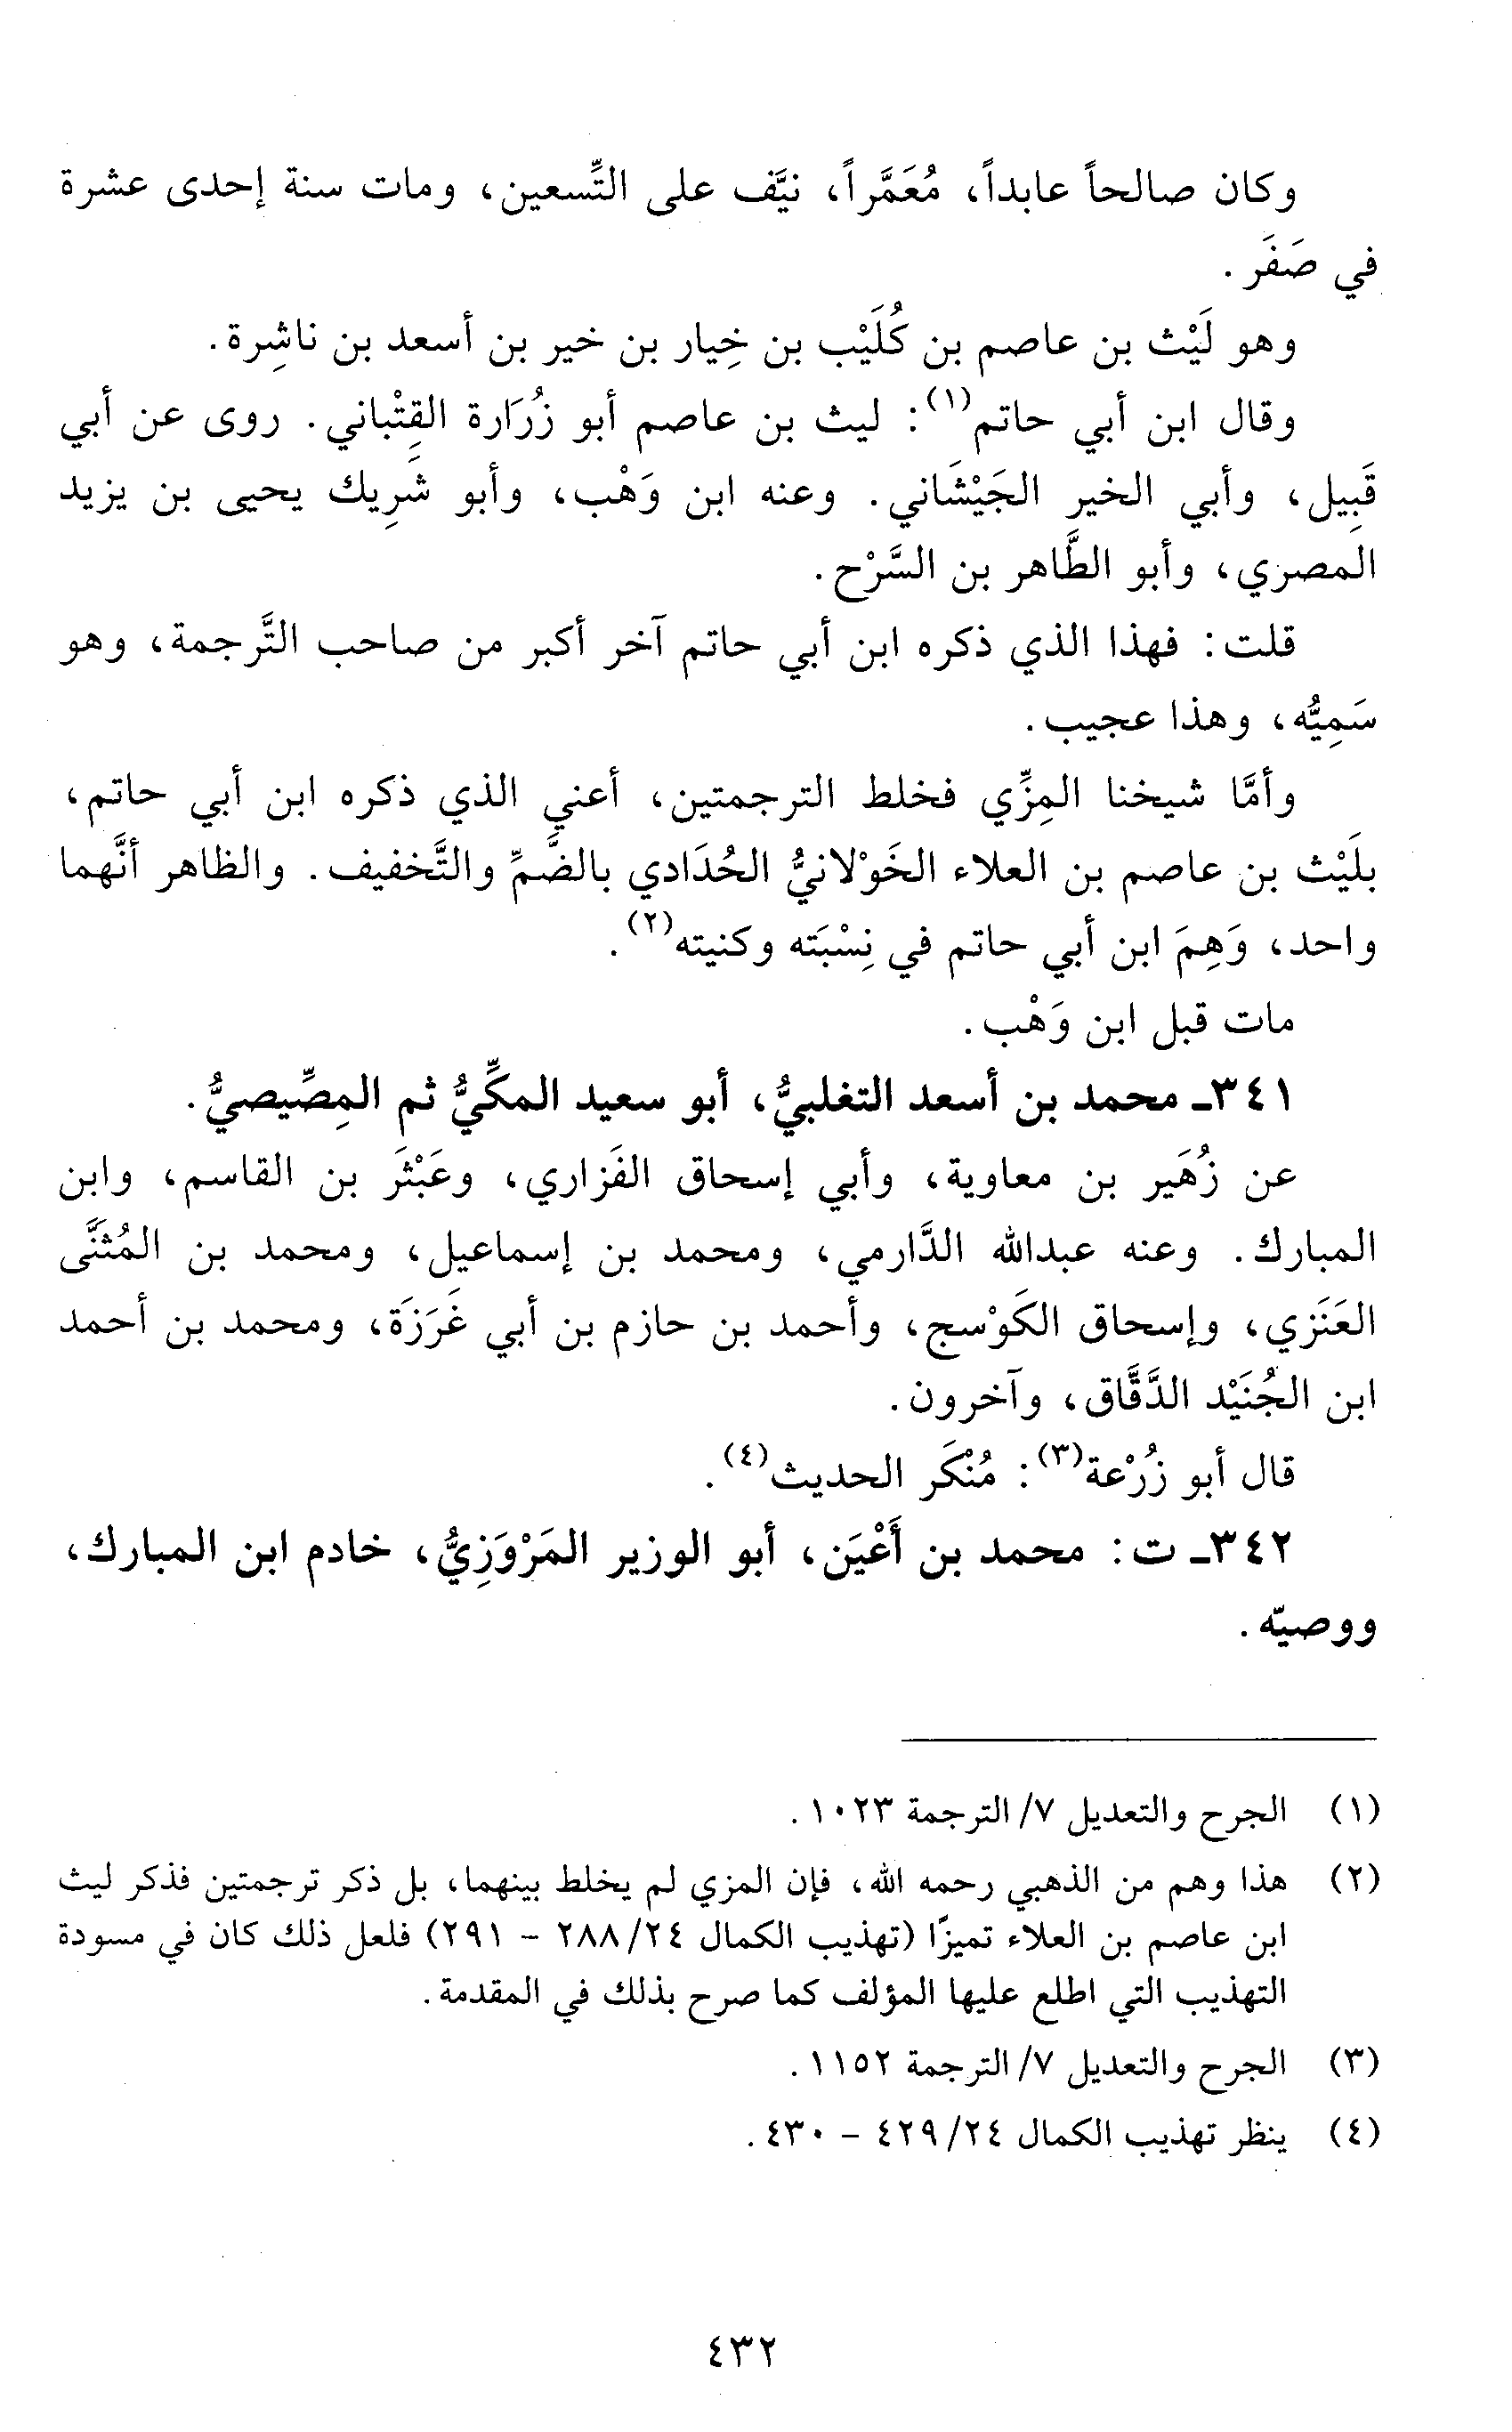 وكان صالحاً عابداً، مُعَمَّراً، نيَّف على التِّسعين، ومات سنة إحدى عشرة
في صَفَر.
وهو لَيْث بن عاصم بن كُلَيْب بن خِيار بن خير بن أسعد بن ناشِرة.
وقال ابن أبي حاتم(١): ليث بن عاصم أبو زُرَارة القِتْباني. روى عن أبي
قَبِيل، وأبي الخير الجَيْشَاني. وعنه ابن وَهْب، وأبو شَرِيك يحيى بن يزيد
المصري، وأبو الطَّاهر بن السَّرْح.
قلت: فهذا الذي ذكره ابن أبي حاتم آخر أكبر من صاحب التَّرجمة، وهو
سَمِيُّه، وهذا عجيب.
وأمَّا شيخنا المِزِّي فخلط الترجمتين، أعني الذي ذكره ابن أبي حاتم،
بلَيْث بن عاصم بن العلاء الخَوْلانيُّ الحُدَادي بالضَّمِّ والتَّخفيف. والظاهر أنَّهما
واحد، وَهِمَ ابن أبي حاتم في نِسْبَته وكنيته(٢).
مات قبل ابن وَهْب.
٣٤١ـ محمد بن أسعد التغلبيُّ، أبو سعيد المكِّيُّ ثم المِصِّيصيُّ.
عن زُهَير بن معاوية، وأبي إسحاق الفَزاري، وعَبْثَر بن القاسم، وابن
المبارك. وعنه عبدالله الدَّارمي، ومحمد بن إسماعيل، ومحمد بن المُثنَّى
العَنَزي، وإسحاق الكَوْسج، وأحمد بن حازم بن أبي غَرَزَة، ومحمد بن أحمد
ابن الجُنَيْد الدَّقَّاق، وآخرون.
قال أبو زُرْعة(٣): مُنْكَر الحديث(٤).
٣٤٢ـ ت: محمد بن أَعْيَن، أبو الوزير المَرْوَزِيُّ، خادم ابن المبارك،
ووصيّه.
(١) الجرح والتعديل ٧/ الترجمة ١٠٢٣.
(٢) هذا وهم من الذهبي رحمه الله، فإن المزي لم يخلط بينهما، بل ذكر ترجمتين فذكر ليث
ابن عاصم بن العلاء تميزًا (تهذيب الكمال ٢٤/ ٢٨٨ - ٢٩١) فلعل ذلك كان في مسودة
التهذيب التي اطلع عليها المؤلف كما صرح بذلك في المقدمة.
(٣) الجرح والتعديل ٧/ الترجمة ١١٥٢.
(٤) ينظر تهذيب الكمال ٢٤/ ٤٢٩ - ٤٣٠.
٤٣٢